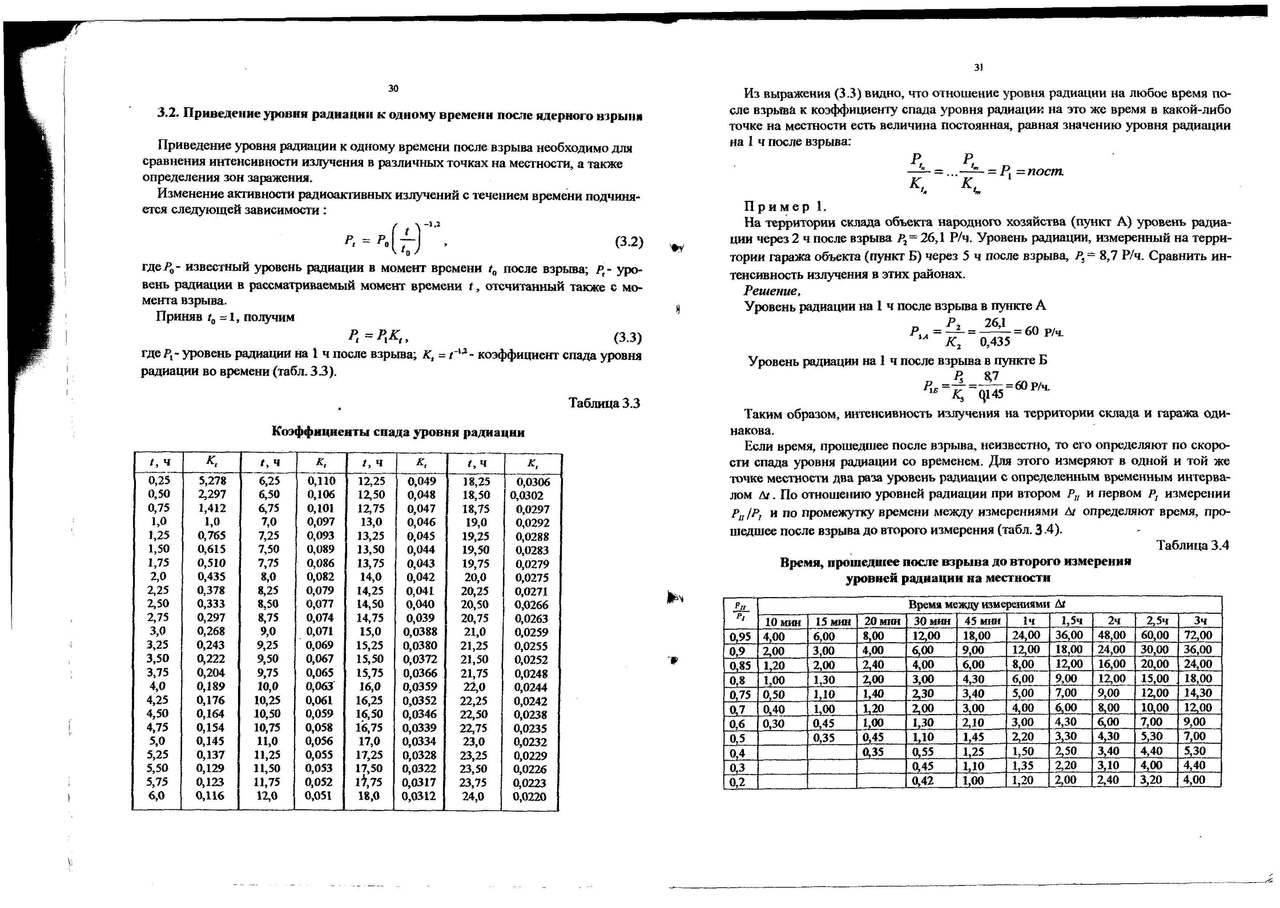 30
3.2. Приведение уровня радиации к одному времени после ядерного взрыва
Приведение уровня радиации к одному времени после взрыва необходимо для
сравнения интенсивности излучения в различных точках на местности, а также
определения зон заражения.
Изменение активности радиоактивных излучений с течением времени подчиня-
ется следующей зависимости :
P_t = P_0 (t/t_0)^-1,2 , (3.2)
где P_0 - известный уровень радиации в момент времени t_0 после взрыва; P_t - уро-
вень радиации в рассматриваемый момент времени t, отсчитанный также с мо-
мента взрыва.
Приняв t_0 = 1, получим
P_t = P_1 K_t, (3.3)
где P_1 - уровень радиации на 1 ч после взрыва; K_t = t^-1,2 - коэффициент спада уровня
радиации во времени (табл. 3.3).
Таблица 3.3
Коэффициенты спада уровня радиации
t, ч K_t t, ч K_t t, ч K_t t, ч K_t
0,25 5,278 6,25 0,110 12,25 0,049 18,25 0,0306
0,50 2,297 6,50 0,106 12,50 0,048 18,50 0,0302
0,75 1,412 6,75 0,101 12,75 0,047 18,75 0,0297
1,0 1,0 7,0 0,097 13,0 0,046 19,0 0,0292
1,25 0,765 7,25 0,093 13,25 0,045 19,25 0,0288
1,50 0,615 7,50 0,089 13,50 0,044 19,50 0,0283
1,75 0,510 7,75 0,086 13,75 0,043 19,75 0,0279
2,0 0,435 8,0 0,082 14,0 0,042 20,0 0,0275
2,25 0,378 8,25 0,079 14,25 0,041 20,25 0,0271
2,50 0,333 8,50 0,077 14,50 0,040 20,50 0,0266
2,75 0,297 8,75 0,074 14,75 0,039 20,75 0,0263
3,0 0,268 9,0 0,071 15,0 0,0388 21,0 0,0259
3,25 0,243 9,25 0,069 15,25 0,0380 21,25 0,0255
3,50 0,222 9,50 0,067 15,50 0,0372 21,50 0,0252
3,75 0,204 9,75 0,065 15,75 0,0366 21,75 0,0248
4,0 0,189 10,0 0,063 16,0 0,0359 22,0 0,0244
4,25 0,176 10,25 0,061 16,25 0,0352 22,25 0,0242
4,50 0,164 10,50 0,059 16,50 0,0346 22,50 0,0238
4,75 0,154 10,75 0,058 16,75 0,0339 22,75 0,0235
5,0 0,145 11,0 0,056 17,0 0,0334 23,0 0,0232
5,25 0,137 11,25 0,055 17,25 0,0328 23,25 0,0229
5,50 0,129 11,50 0,053 17,50 0,0322 23,50 0,0226
5,75 0,123 11,75 0,052 17,75 0,0317 23,75 0,0223
6,0 0,116 12,0 0,051 18,0 0,0312 24,0 0,0220
31
Из выражения (3.3) видно, что отношение уровня радиации на любое время по-
сле взрыва к коэффициенту спада уровня радиации на это же время в какой-либо
точке на местности есть величина постоянная, равная значению уровня радиации
на 1 ч после взрыва:
P_tn / K_tn = ... P_tm / K_tm = P_1 = пост.
Пример 1.
На территории склада объекта народного хозяйства (пункт А) уровень радиа-
ции через 2 ч после взрыва P_2 = 26,1 Р/ч. Уровень радиации, измеренный на терри-
тории гаража объекта (пункт Б) через 5 ч после взрыва, P_5 = 8,7 Р/ч. Сравнить ин-
тенсивность излучения в этих районах.
Решение.
Уровень радиации на 1 ч после взрыва в пункте А
P_1А = P_2 / K_2 = 26,1 / 0,435 = 60 Р/ч.
Уровень радиации на 1 ч после взрыва в пункте Б
P_1Б = P_5 / K_5 = 8,7 / 0,145 = 60 Р/ч.
Таким образом, интенсивность излучения на территории склада и гаража оди-
накова.
Если время, прошедшее после взрыва, неизвестно, то его определяют по скоро-
сти спада уровня радиации со временем. Для этого измеряют в одной и той же
точке местности два раза уровень радиации с определенным временным интерва-
лом Δt. По отношению уровней радиации при втором P_II и первом P_I измерении
P_II/P_I и по промежутку времени между измерениями Δt определяют время, про-
шедшее после взрыва до второго измерения (табл. 3.4).
Таблица 3.4
Время, прошедшее после взрыва до второго измерения
уровней радиации на местности
P_II/P_I Время между измерениями Δt
10 мин 15 мин 20 мин 30 мин 45 мин 1ч 1,5ч 2ч 2,5ч 3ч
0,95 4,00 6,00 8,00 12,00 18,00 24,00 36,00 48,00 60,00 72,00
0,9 2,00 3,00 4,00 6,00 9,00 12,00 18,00 24,00 30,00 36,00
0,85 1,20 2,00 2,40 4,00 6,00 8,00 12,00 16,00 20,00 24,00
0,8 1,00 1,30 2,00 3,00 4,30 6,00 9,00 12,00 15,00 18,00
0,75 0,50 1,10 1,40 2,30 3,40 5,00 7,00 9,00 12,00 14,30
0,7 0,40 1,00 1,20 2,00 3,00 4,00 6,00 8,00 10,00 12,00
0,6 0,30 0,45 1,00 1,30 2,10 3,00 4,30 6,00 7,00 9,00
0,5 0,35 0,45 1,10 1,45 2,20 3,30 4,30 5,30 7,00
0,4 0,35 0,55 1,25 1,50 2,50 3,40 4,40 5,30
0,3 0,45 1,10 1,35 2,20 3,10 4,00 4,40
0,2 0,42 1,00 1,20 2,00 2,40 3,20 4,00